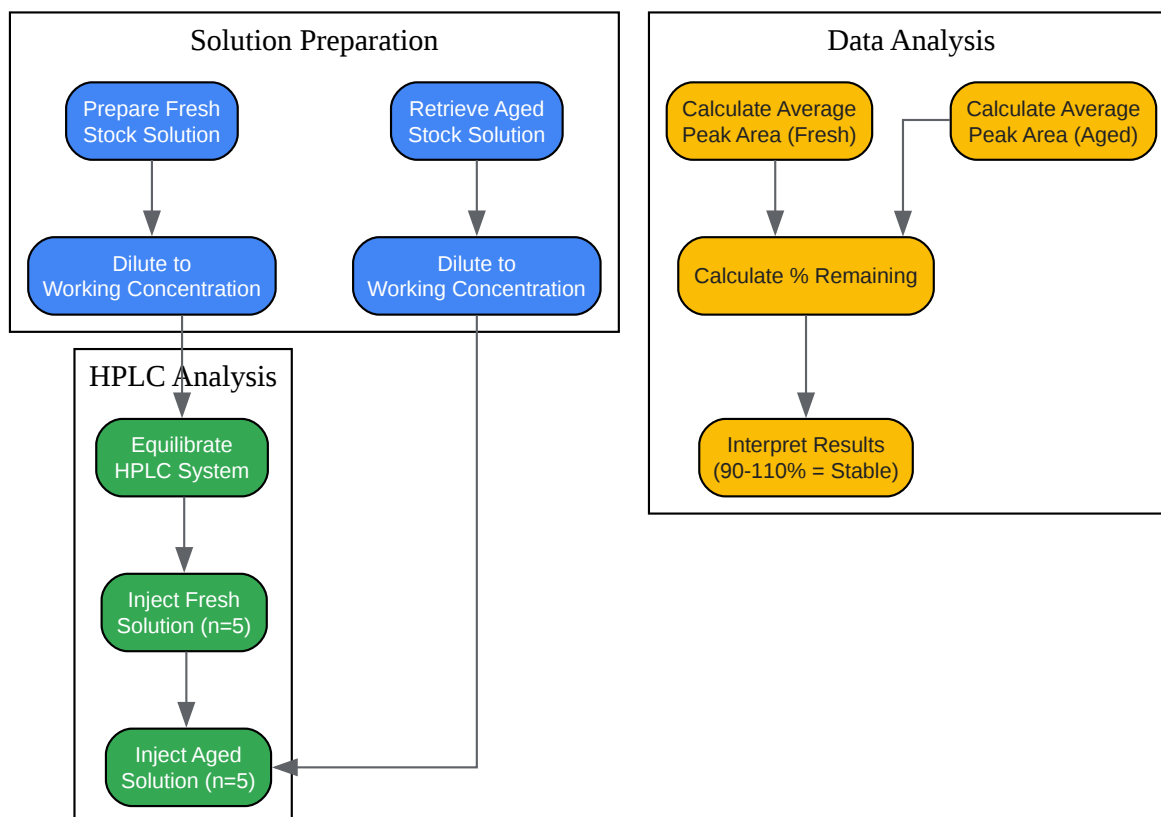 Solution Preparation
Prepare Fresh
Stock Solution
Retrieve Aged
Stock Solution
Dilute to
Working Concentration
Dilute to
Working Concentration
HPLC Analysis
Equilibrate
HPLC System
Inject Fresh
Solution (n=5)
Inject Aged
Solution (n=5)
Data Analysis
Calculate Average
Peak Area (Fresh)
Calculate Average
Peak Area (Aged)
Calculate % Remaining
Interpret Results
(90-110% = Stable)